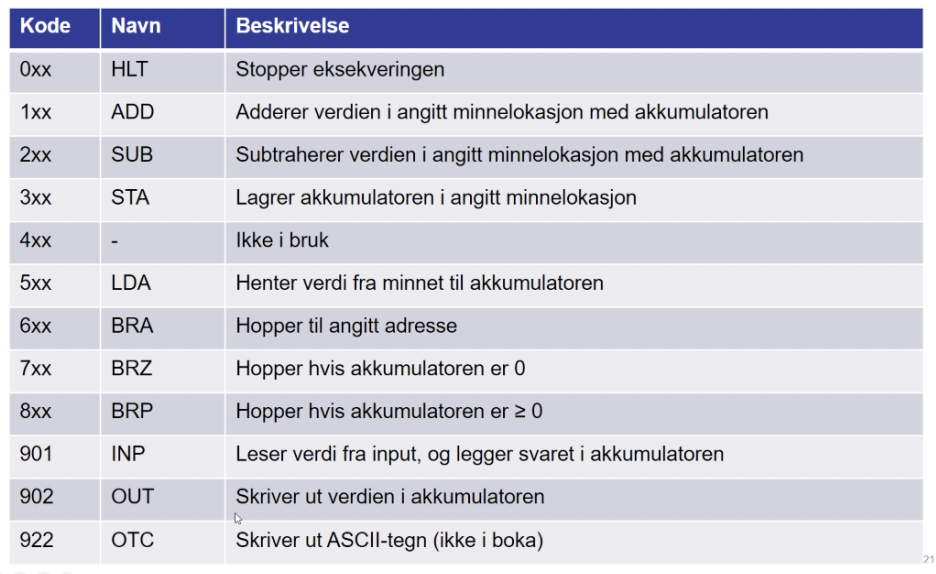 Kode Navn Beskrivelse
0xx HLT Stopper eksekveringen
1xx ADD Adderer verdien i angitt minnelokasjon med akkumulatoren
2xx SUB Subtraherer verdien i angitt minnelokasjon med akkumulatoren
3xx STA Lagrer akkumulatoren i angitt minnelokasjon
4xx - Ikke i bruk
5xx LDA Henter verdi fra minnet til akkumulatoren
6xx BRA Hopper til angitt adresse
7xx BRZ Hopper hvis akkumulatoren er 0
8xx BRP Hopper hvis akkumulatoren er ≥ 0
901 INP Leser verdi fra input, og legger svaret i akkumulatoren
902 OUT Skriver ut verdien i akkumulatoren
922 OTC Skriver ut ASCII-tegn (ikke i boka)
21